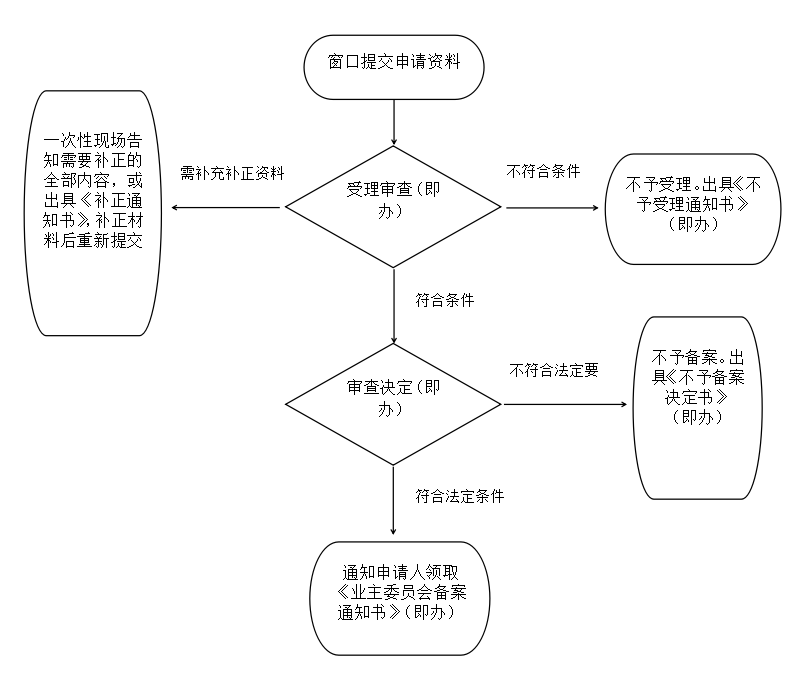 窗口提交申请资料
一次性现场告
知需要补正的
全部内容，或
出具《补正通
知书》，补正材
料后重新提交
需补充补正资料
受理审查（即
办）
不符合条件
不予受理。出具《不
予受理通知书》
（即办）
符合条件
审查决定（即
办）
不符合法定要
不予备案。出
具《不予备案
决定书》
（即办）
符合法定条件
通知申请人领取
《业主委员会备案
通知书》（即办）